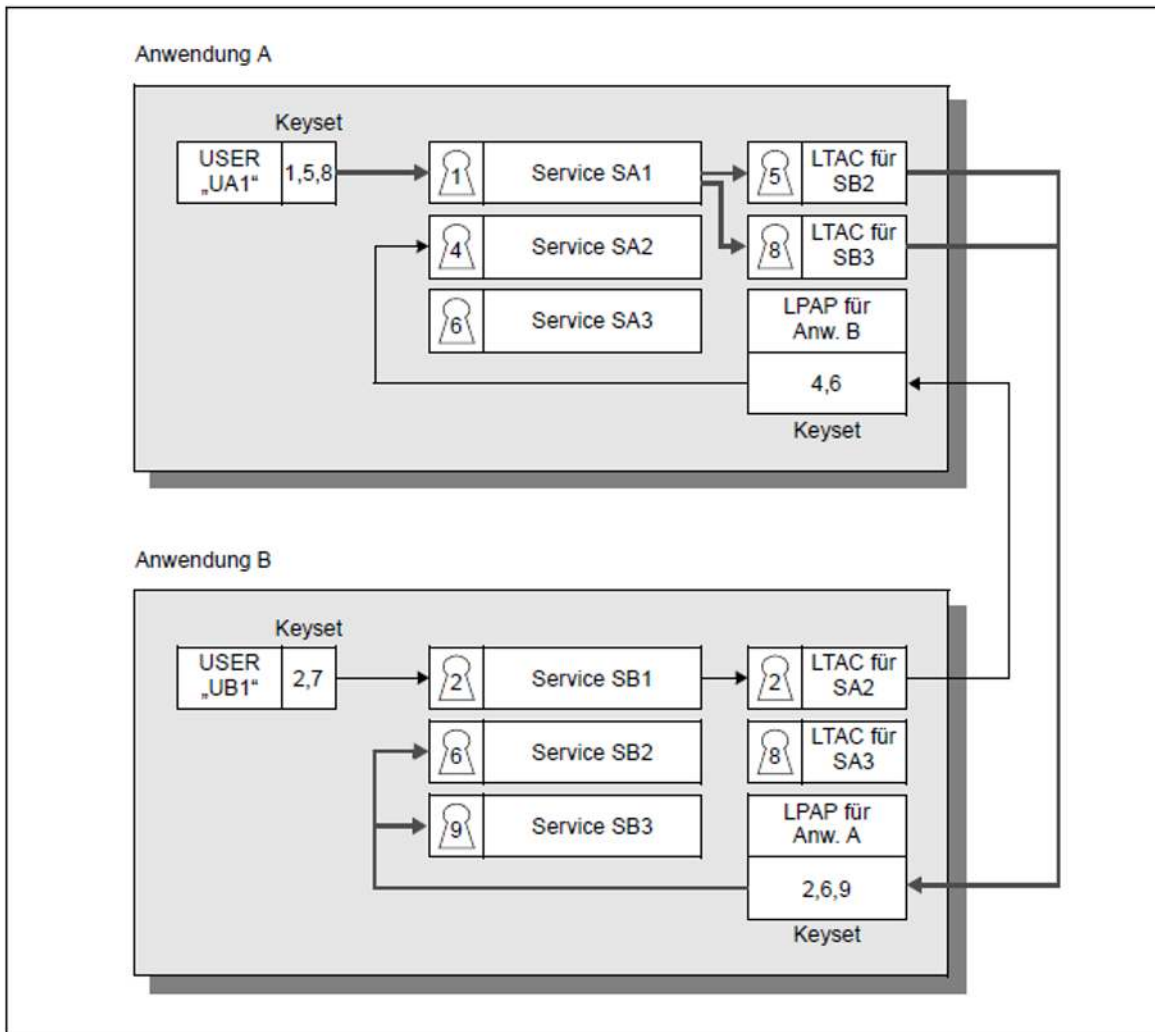 Anwendung A
Keyset
USER
„UA1“
1,5,8
1
Service SA1
5
LTAC für
SB2
4
Service SA2
8
LTAC für
SB3
6
Service SA3
LPAP für
Anw. B
4,6
Keyset
Anwendung B
Keyset
USER
„UB1“
2,7
2
Service SB1
2
LTAC für
SA2
6
Service SB2
8
LTAC für
SA3
9
Service SB3
LPAP für
Anw. A
2,6,9
Keyset